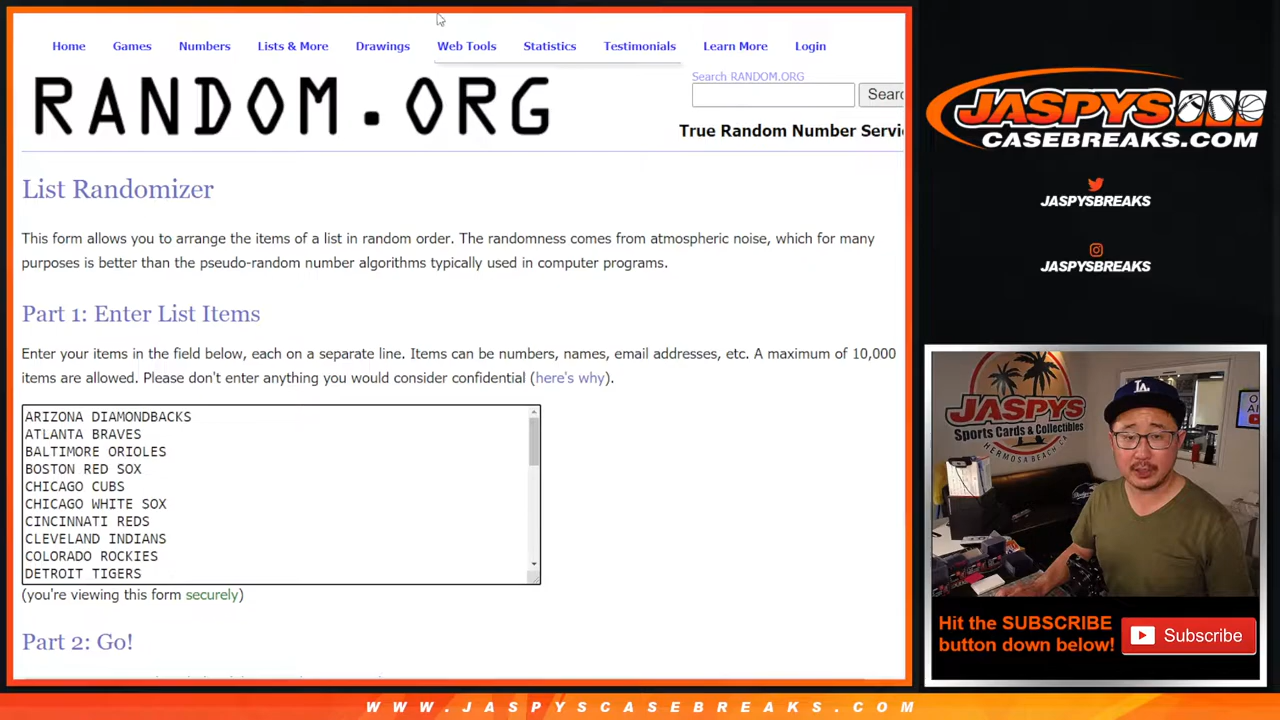 Home Games Numbers Lists & More Drawings Web Tools Statistics Testimonials Learn More Login
RANDOM.ORG
Search RANDOM.ORG
Searc
True Random Number Servi
List Randomizer
This form allows you to arrange the items of a list in random order. The randomness comes from atmospheric noise, which for many
purposes is better than the pseudo-random number algorithms typically used in computer programs.
Part 1: Enter List Items
Enter your items in the field below, each on a separate line. Items can be numbers, names, email addresses, etc. A maximum of 10,000
items are allowed. Please don't enter anything you would consider confidential (here's why).
ARIZONA DIAMONDBACKS
ATLANTA BRAVES
BALTIMORE ORIOLES
BOSTON RED SOX
CHICAGO CUBS
CHICAGO WHITE SOX
CINCINNATI REDS
CLEVELAND INDIANS
COLORADO ROCKIES
DETROIT TIGERS
(you're viewing this form securely)
Part 2: Go!
JASPYS
CASEBREAKS.COM
JASPYSBREAKS
JASPYSBREAKS
JASPYS
Sports Cards & Collectibles
HERMOSA BEACH, CA
LA
Hit the SUBSCRIBE
button down below!
Subscribe
WWW.JASPYSCASEBREAKS.COM